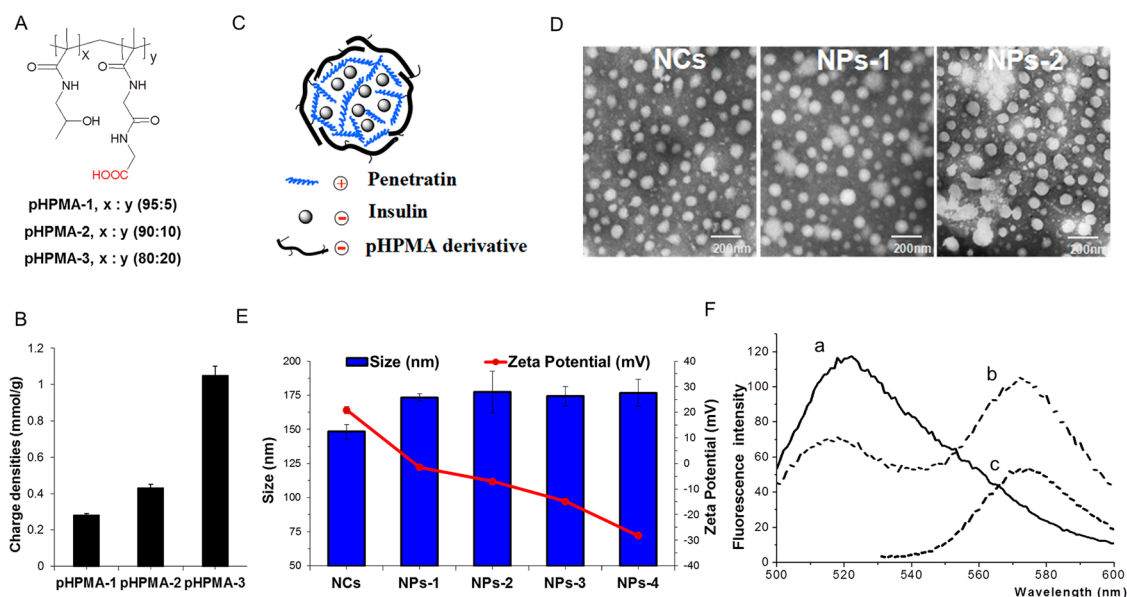 A
[ ]X [ ]y
O
NH
OH
O
NH
O
NH
HOOC
pHPMA-1, x : y (95:5)
pHPMA-2, x : y (90:10)
pHPMA-3, x : y (80:20)
C
+ Penetratin
− Insulin
− pHPMA derivative
D
NCs
NPs-1
NPs-2
200nm
200nm
200nm
B
Charge densities (mmol/g)
1.2
1
0.8
0.6
0.4
0.2
0
pHPMA-1 pHPMA-2 pHPMA-3
E
Size (nm)
Zeta Potential (mV)
Size (nm)
200
175
150
125
100
75
50
NCs NPs-1 NPs-2 NPs-3 NPs-4
40
30
20
10
0
-10
-20
-30
-40
Zeta Potential (mV)
F
Fluorescence intensity
120
100
80
60
40
20
0
a
b
c
500 520 540 560 580 600
Wavelength (nm)